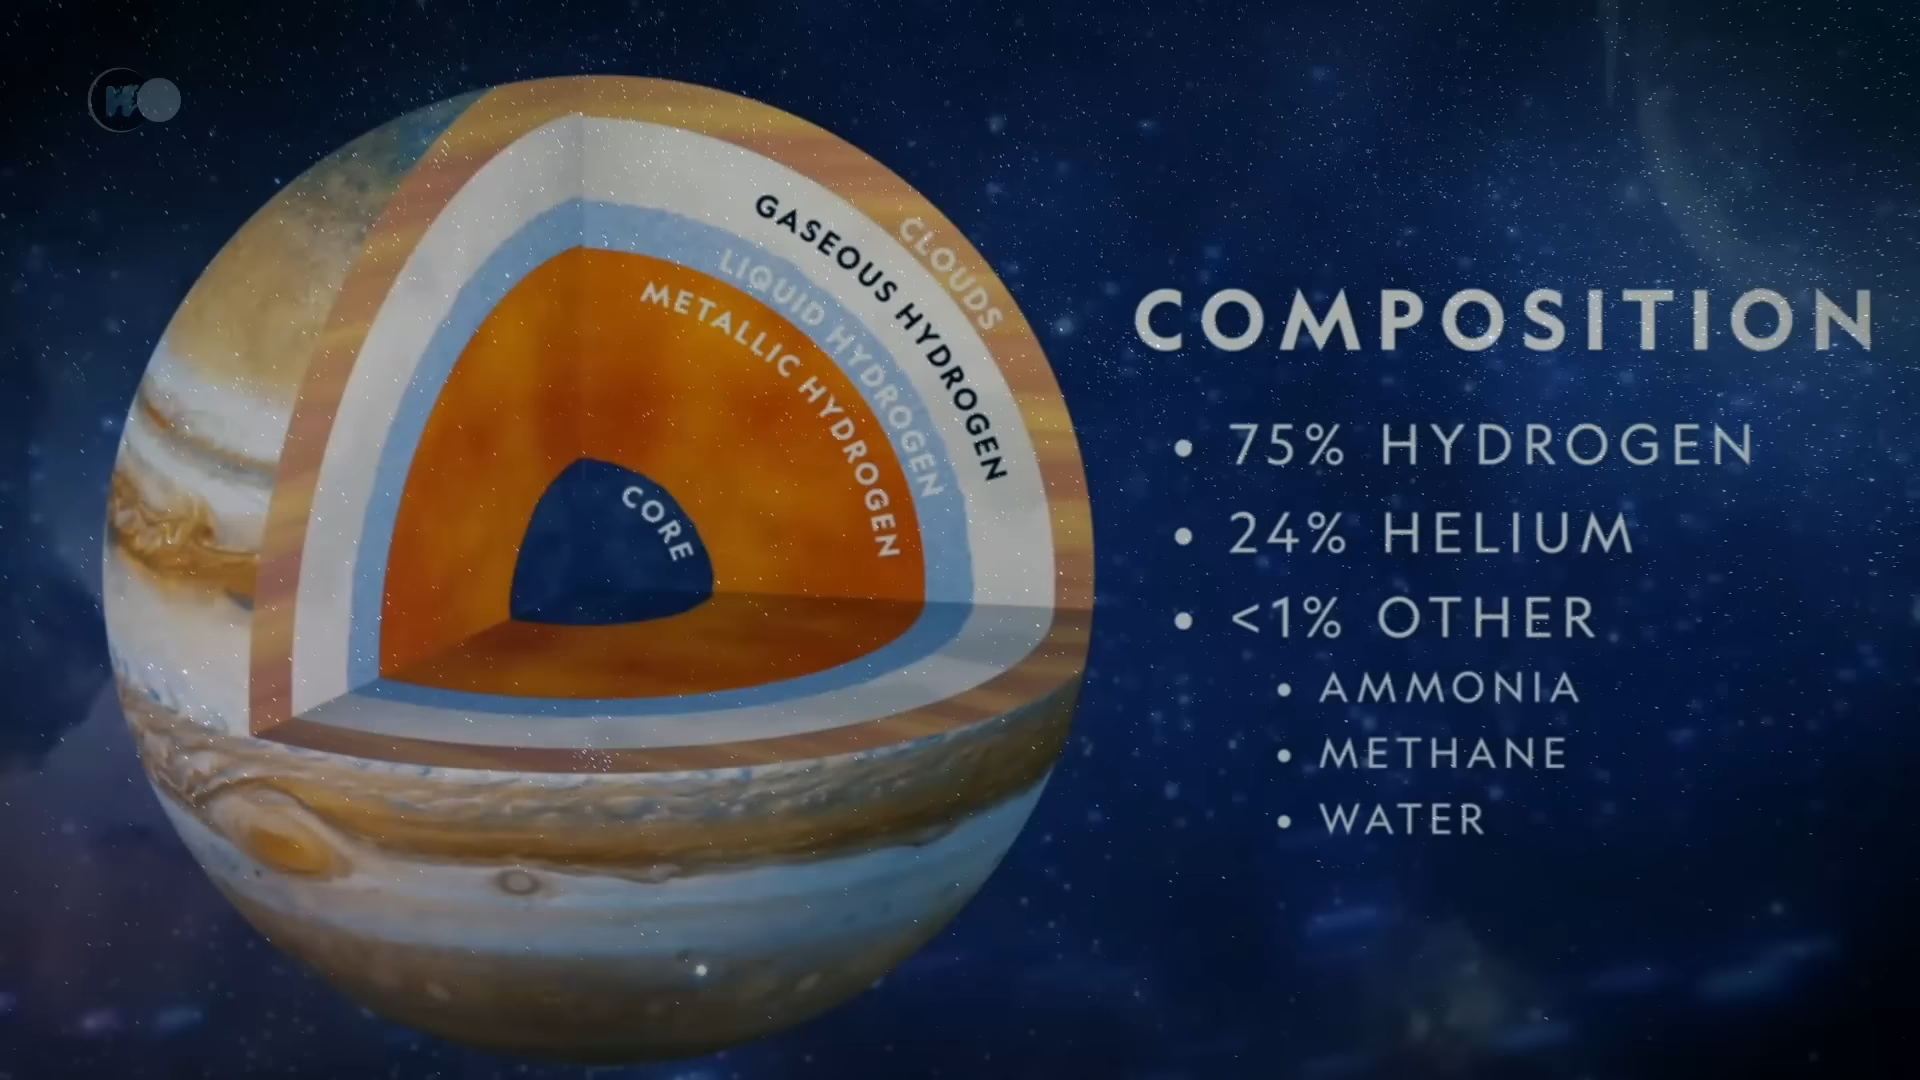 CLOUDS
GASEOUS HYDROGEN
LIQUID HYDROGEN
METALLIC HYDROGEN
CORE
COMPOSITION
• 75% HYDROGEN
• 24% HELIUM
• <1% OTHER
• AMMONIA
• METHANE
• WATER